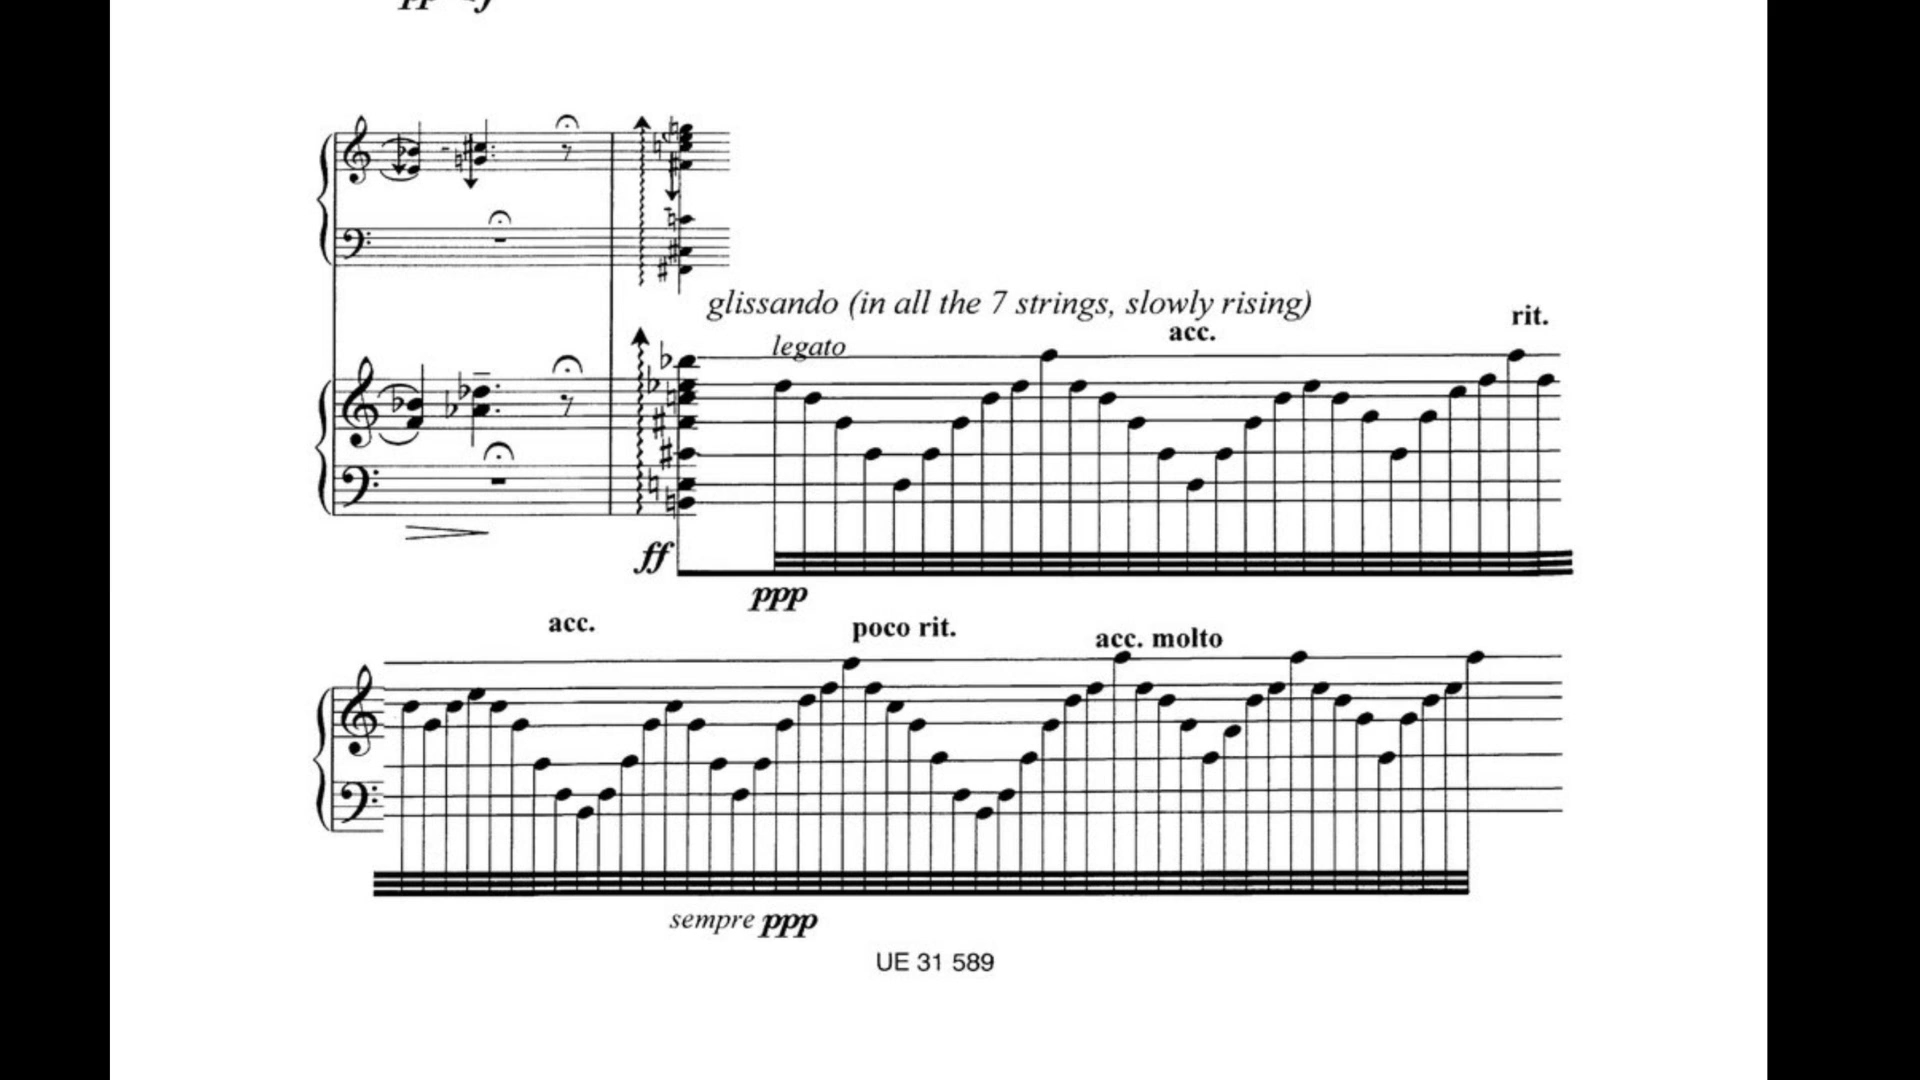 glissando (in all the 7 strings, slowly rising)
legato
acc.
rit.
ff
ppp
acc.
poco rit.
acc. molto
sempre ppp
UE 31 589